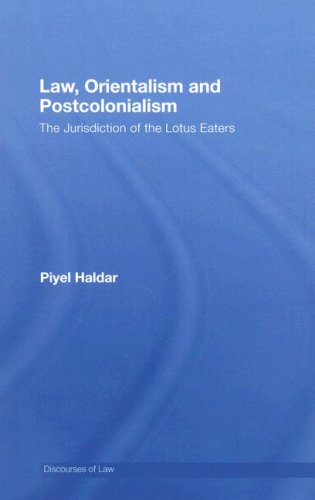 Law, Orientalism and
Postcolonialism
The Jurisdiction of the Lotus Eaters
Piyel Haldar
Discourses of Law